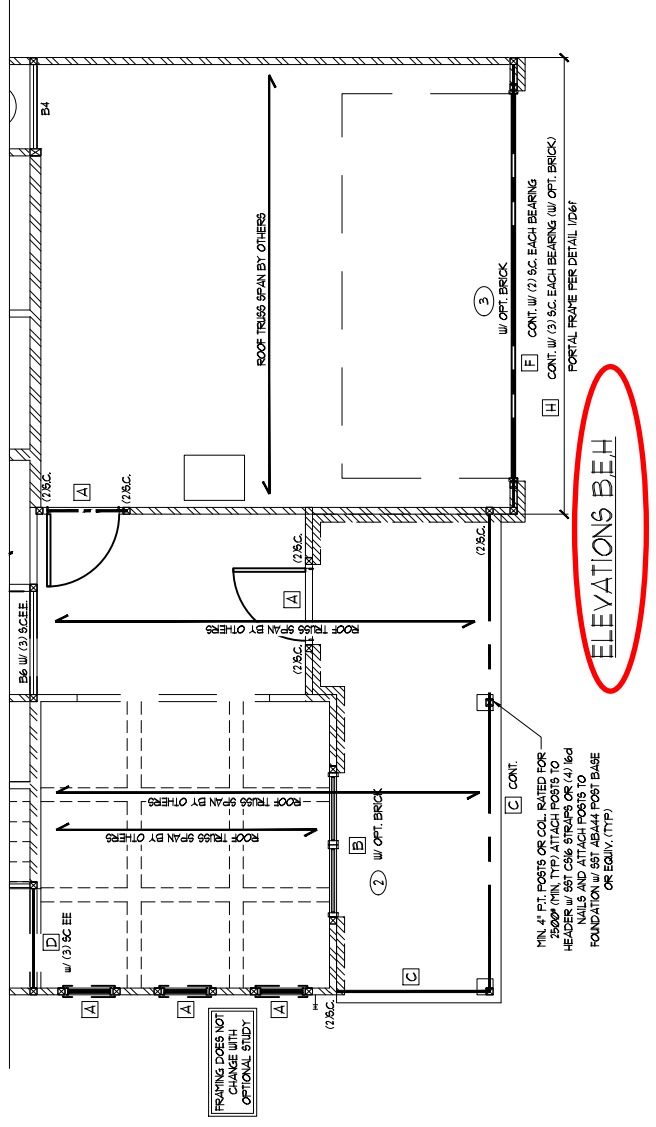 B4
ROOF TRUSS SPAN BY OTHERS
3
W/ OPT. BRICK
F CONT. W/ (2) S.C. EACH BEARING
H CONT. W/ (3) S.C. EACH BEARING (W/ OPT. BRICK)
PORTAL FRAME PER DETAIL 1/D6f
(2)S.C.
A
(2)S.C.
B6 W/ (3) S.C.E.E.
ROOF TRUSS SPAN BY OTHERS
(2)S.C.
A
(2)S.C.
(2)S.C.
ELEVATIONS B,E,H
ROOF TRUSS SPAN BY OTHERS
ROOF TRUSS SPAN BY OTHERS
B
2 W/ OPT. BRICK
C CONT.
MIN. 4" P.T. POSTS OR COL. RATED FOR
2500# (MIN, TYP) ATTACH POSTS TO
HEADER w/ SST CS16 STRAPS OR (4) 16d
NAILS AND ATTACH POSTS TO
FOUNDATION w/ SST ABA44 POST BASE
OR EQUIV. (TYP)
D
w/ (3) SC EE
A
A
A
H
(2)S.C.
C
FRAMING DOES NOT
CHANGE WITH
OPTIONAL STUDY